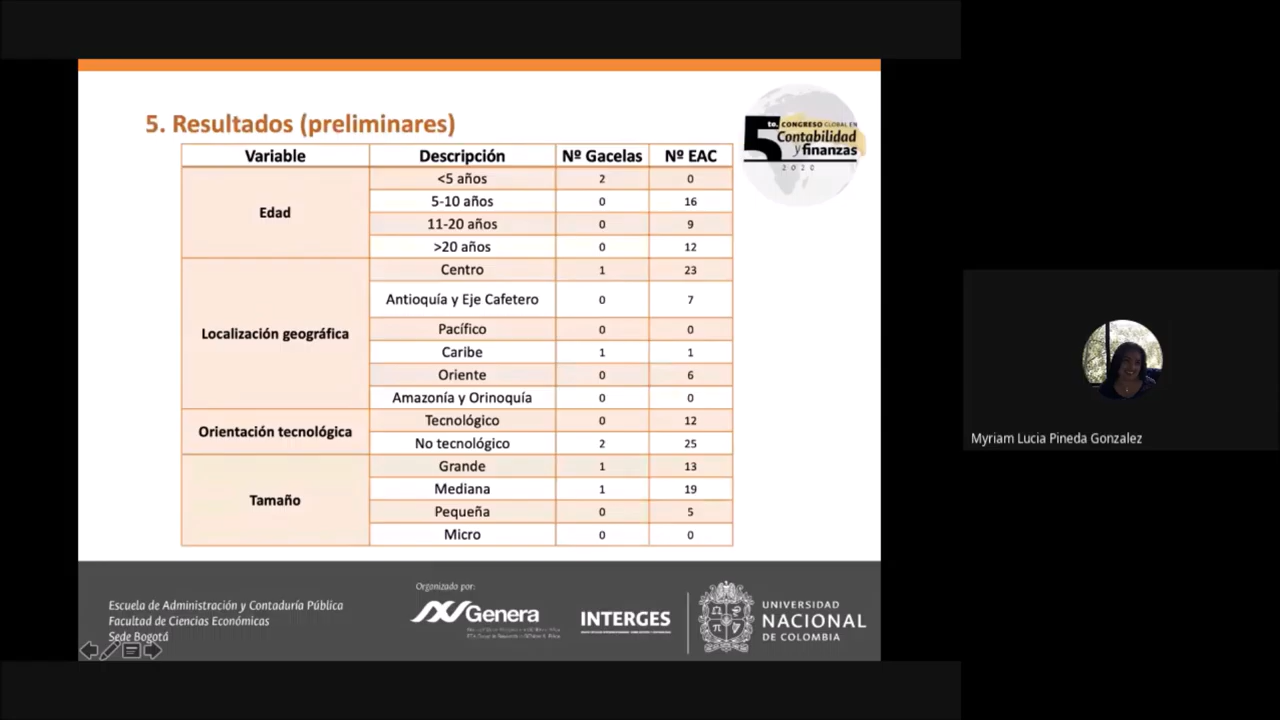 5. Resultados (preliminares)
5to. CONGRESO GLOBAL EN
Contabilidad
y finanzas
2020
Variable Descripción Nº Gacelas Nº EAC
Edad
<5 años 2 0
5-10 años 0 16
11-20 años 0 9
>20 años 0 12
Localización geográfica
Centro 1 23
Antioquía y Eje Cafetero 0 7
Pacífico 0 0
Caribe 1 1
Oriente 0 6
Amazonía y Orinoquía 0 0
Orientación tecnológica
Tecnológico 0 12
No tecnológico 2 25
Tamaño
Grande 1 13
Mediana 1 19
Pequeña 0 5
Micro 0 0
Myriam Lucia Pineda Gonzalez
Escuela de Administración y Contaduría Pública
Facultad de Ciencias Económicas
Sede Bogotá
Organizado por:
Genera
INTERGES
UNIVERSIDAD
NACIONAL
DE COLOMBIA